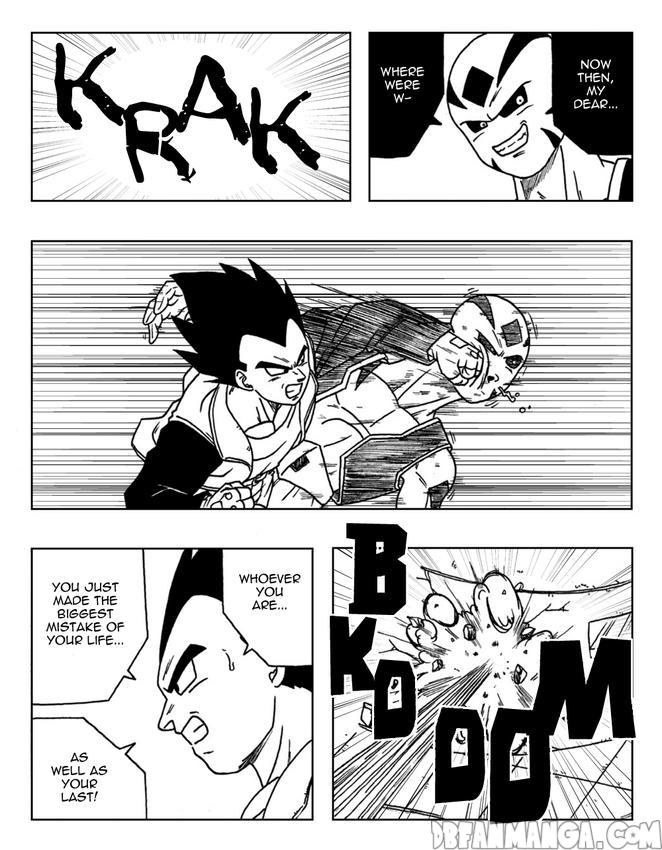 NOW
THEN,
MY
DEAR...
WHERE
WERE
W-
KRAK
BKOOOM
WHOEVER
YOU
ARE...
YOU JUST
MADE THE
BIGGEST
MISTAKE OF
YOUR LIFE...
AS
WELL AS
YOUR
LAST!
DBFANMANGA.COM